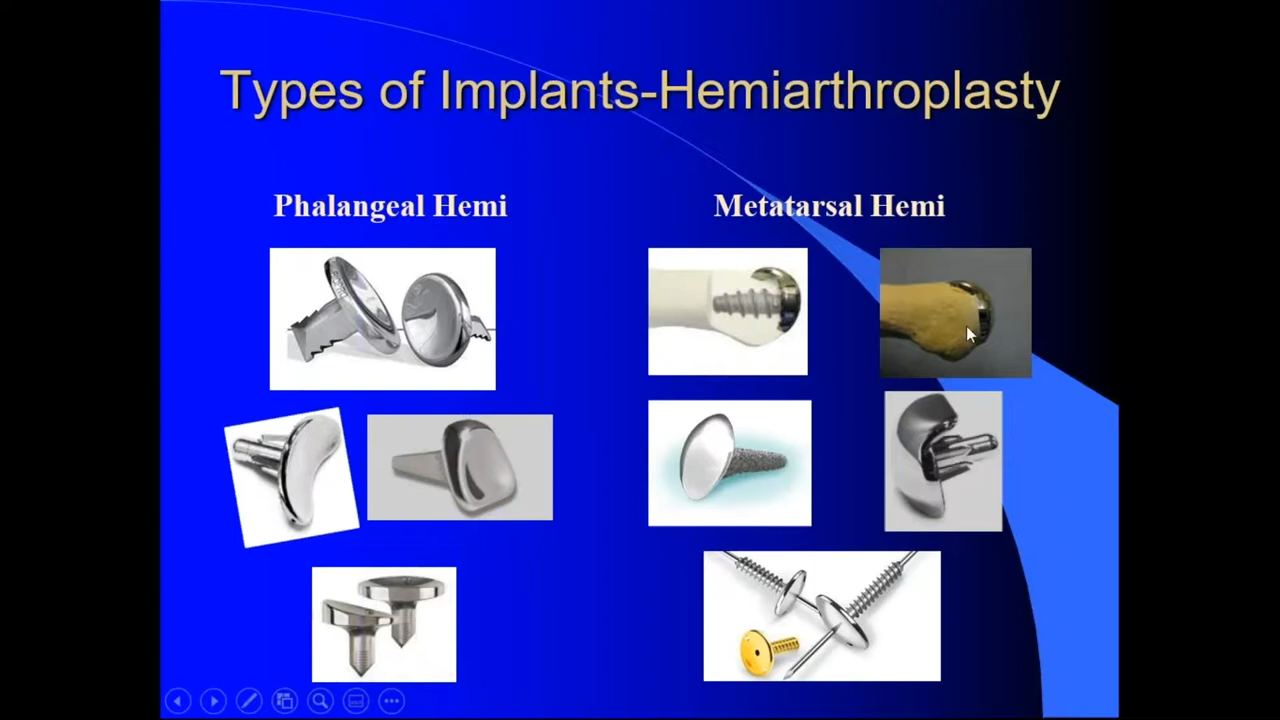 Types of Implants-Hemiarthroplasty
Phalangeal Hemi
Metatarsal Hemi